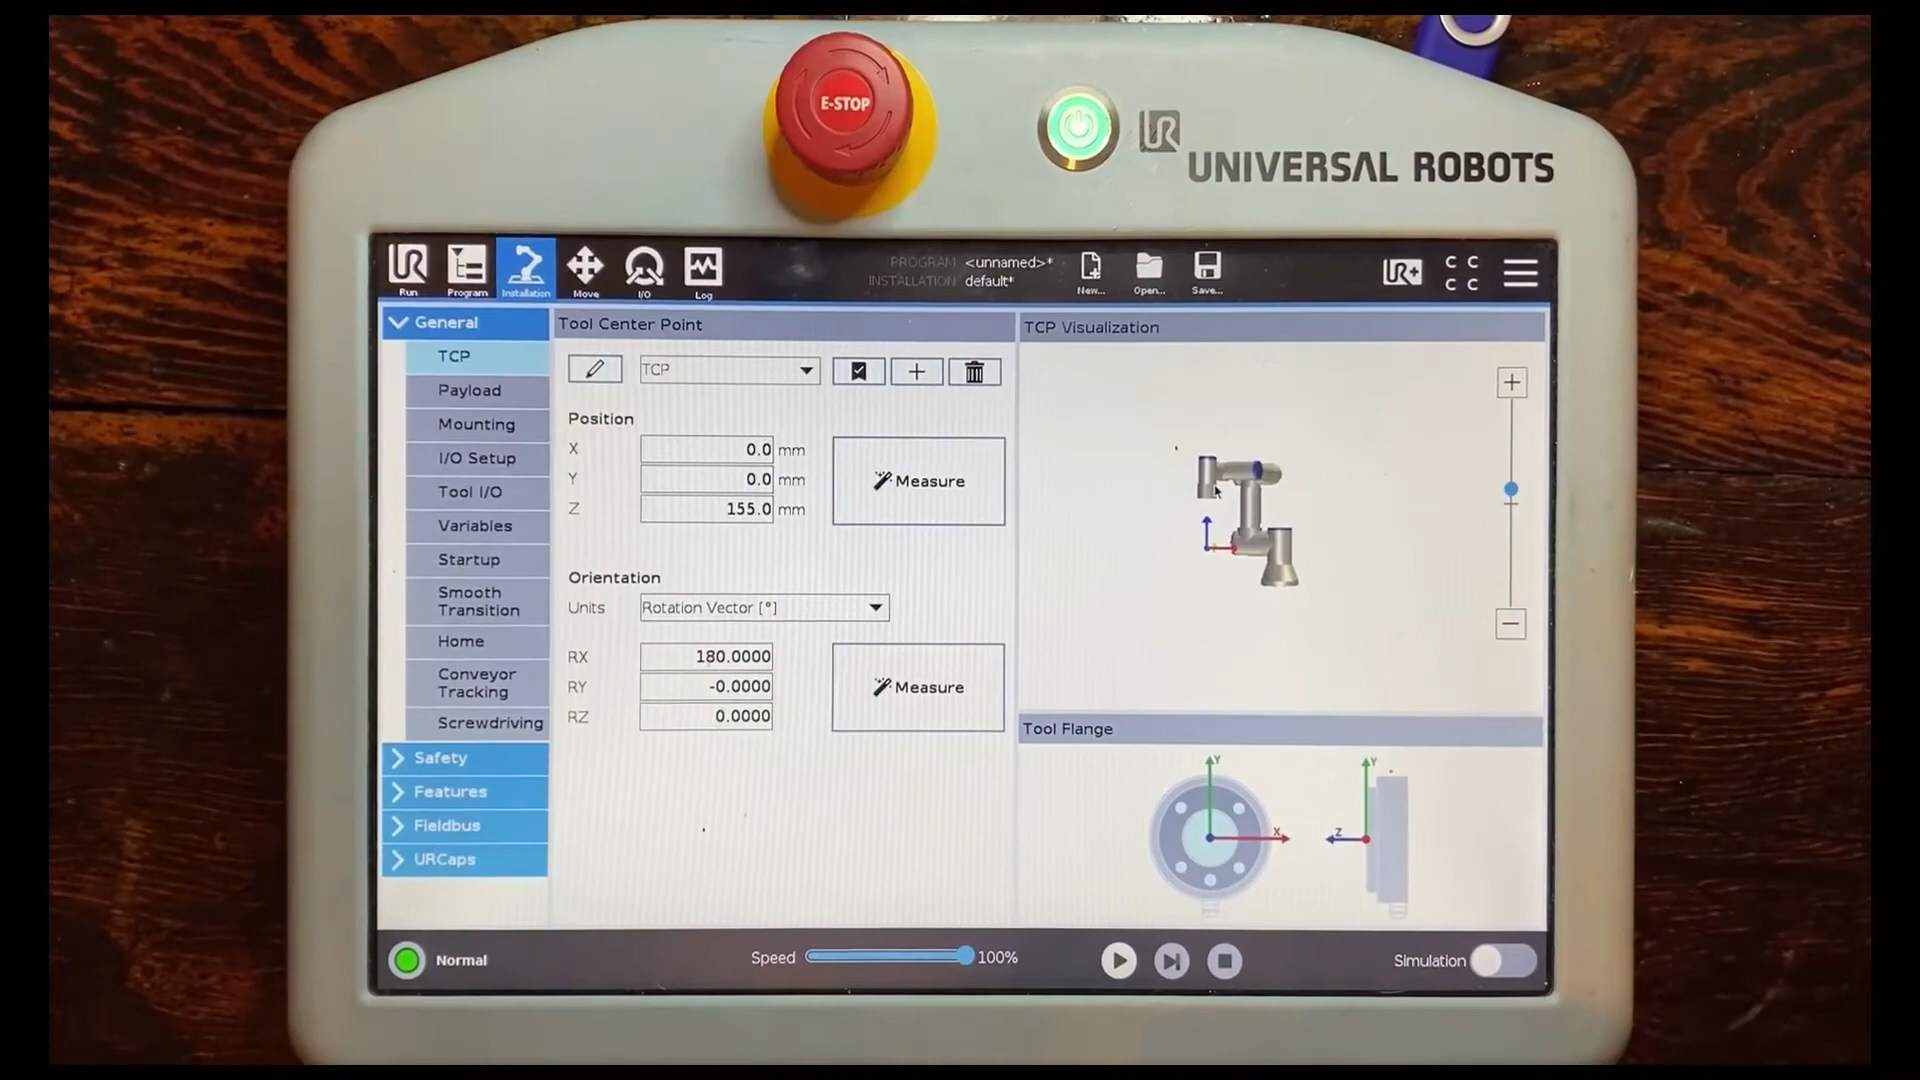 E-STOP
UR
UNIVERSAL ROBOTS
Run
Program
Installation
Move
I/O
Log
PROGRAM <unnamed>*
INSTALLATION default*
New...
Open...
Save...
UR+
C C
C C
General
TCP
Payload
Mounting
I/O Setup
Tool I/O
Variables
Startup
Smooth
Transition
Home
Conveyor
Tracking
Screwdriving
Safety
Features
Fieldbus
URCaps
Tool Center Point
TCP
Position
X 0.0 mm
Y 0.0 mm
Z 155.0 mm
Measure
Orientation
Units Rotation Vector [°]
RX 180.0000
RY -0.0000
RZ 0.0000
Measure
TCP Visualization
Tool Flange
Y
X
Y
Z
Normal
Speed 100%
Simulation